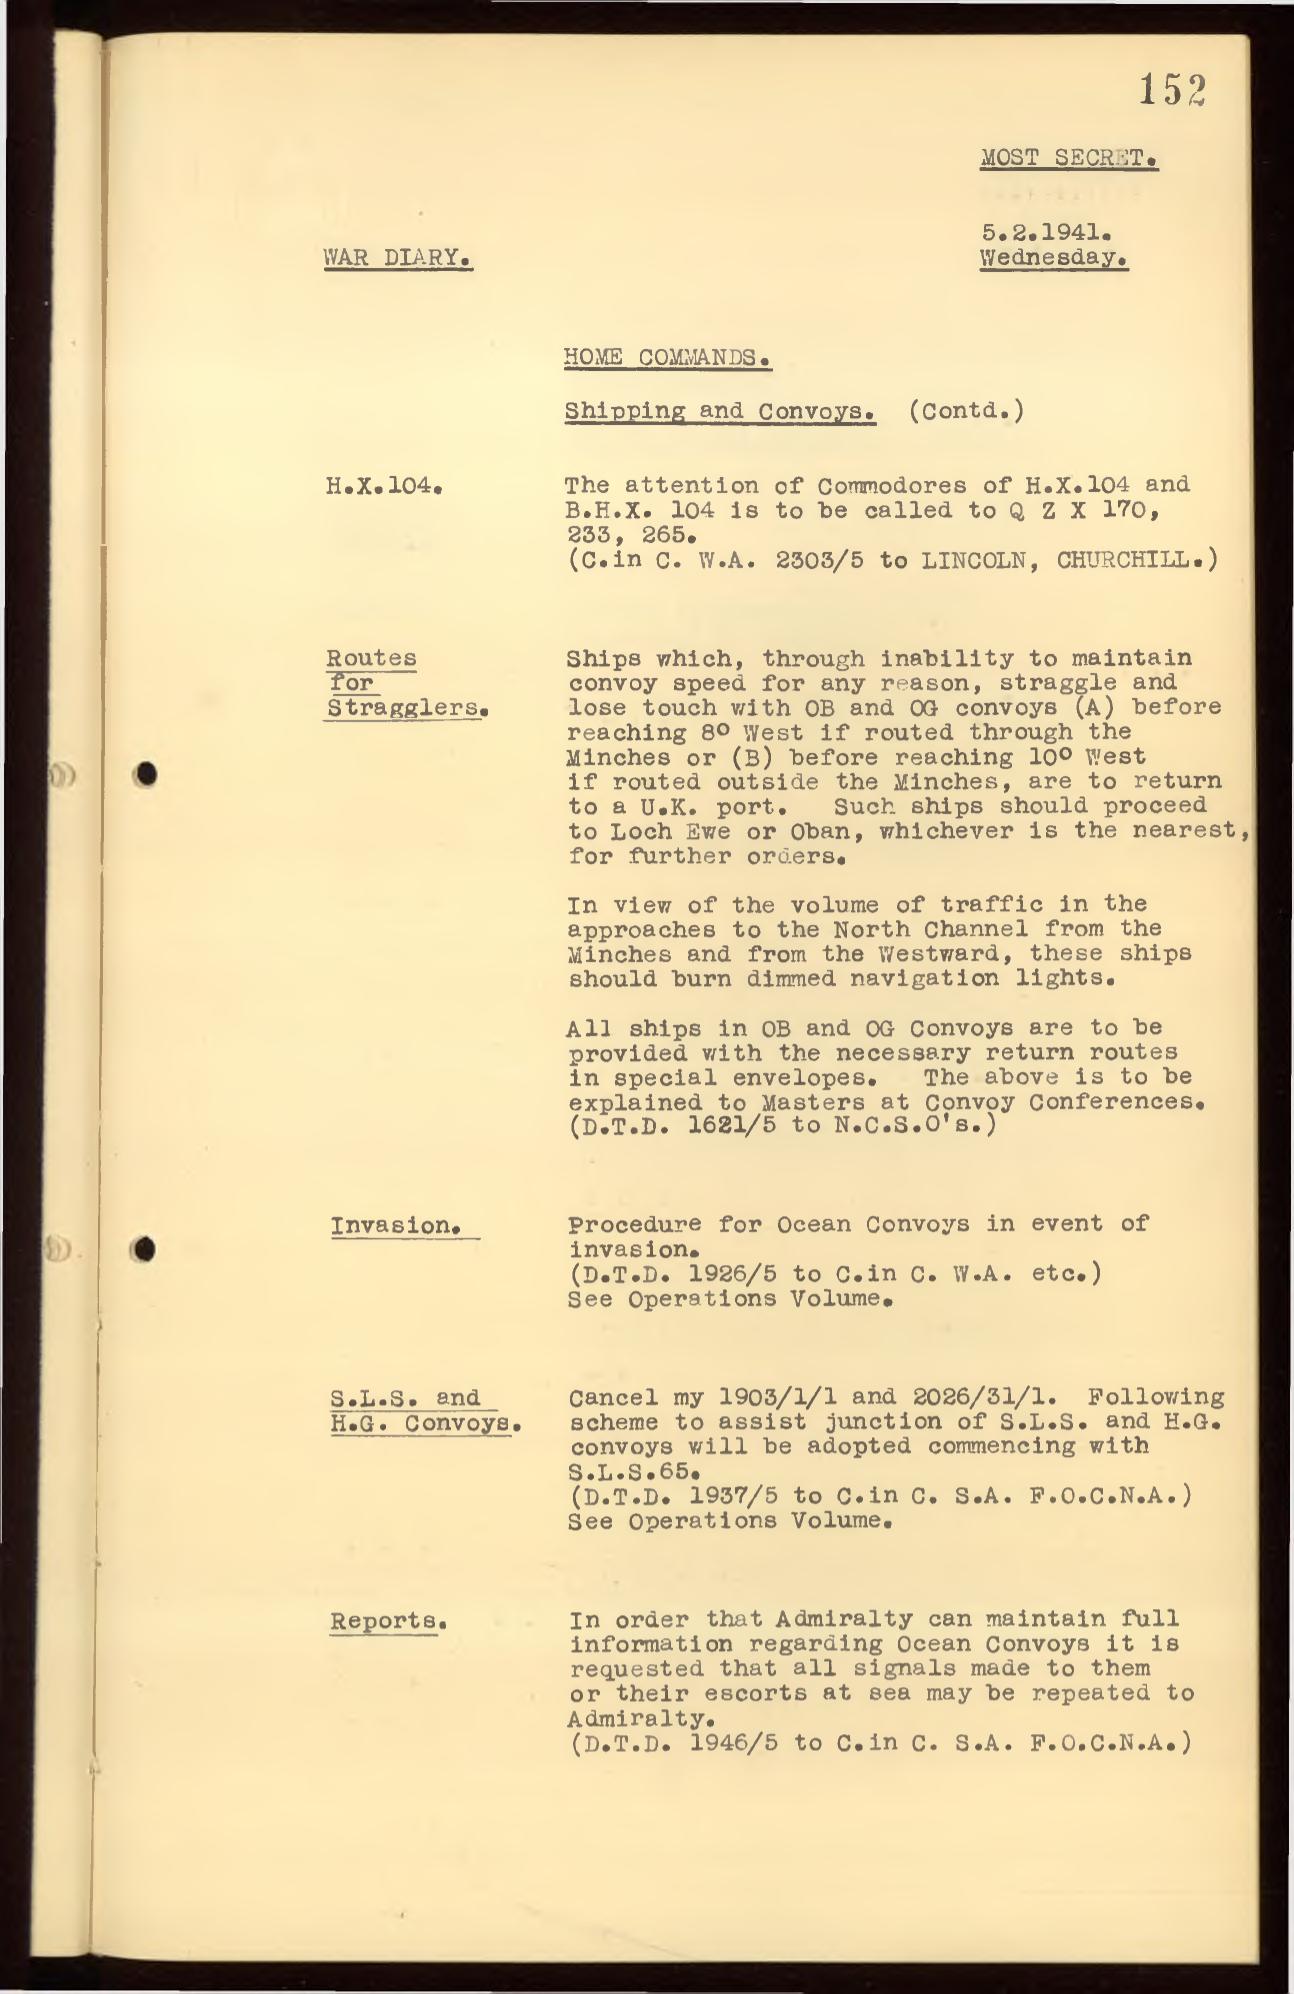 152
MOST SECRET.
5.2.1941.
WAR DIARY.
Wednesday.
HOME COMMANDS.
Shipping and Convoys. (Contd.)
H.X.104.
The attention of Commodores of H.X.104 and
B.H.X. 104 is to be called to Q Z X 170,
233, 265.
(C.in C. W.A. 2303/5 to LINCOLN, CHURCHILL.)
Routes
for
Stragglers.
Ships which, through inability to maintain
convoy speed for any reason, straggle and
lose touch with OB and OG convoys (A) before
reaching 8º West if routed through the
Minches or (B) before reaching 10º West
if routed outside the Minches, are to return
to a U.K. port. Such ships should proceed
to Loch Ewe or Oban, whichever is the nearest,
for further orders.
In view of the volume of traffic in the
approaches to the North Channel from the
Minches and from the Westward, these ships
should burn dimmed navigation lights.
All ships in OB and OG Convoys are to be
provided with the necessary return routes
in special envelopes. The above is to be
explained to Masters at Convoy Conferences.
(D.T.D. 1621/5 to N.C.S.O's.)
Invasion.
Procedure for Ocean Convoys in event of
invasion.
(D.T.D. 1926/5 to C.in C. W.A. etc.)
See Operations Volume.
S.L.S. and
H.G. Convoys.
Cancel my 1903/1/1 and 2026/31/1. Following
scheme to assist junction of S.L.S. and H.G.
convoys will be adopted commencing with
S.L.S.65.
(D.T.D. 1937/5 to C.in C. S.A. F.O.C.N.A.)
See Operations Volume.
Reports.
In order that Admiralty can maintain full
information regarding Ocean Convoys it is
requested that all signals made to them
or their escorts at sea may be repeated to
Admiralty.
(D.T.D. 1946/5 to C.in C. S.A. F.O.C.N.A.)